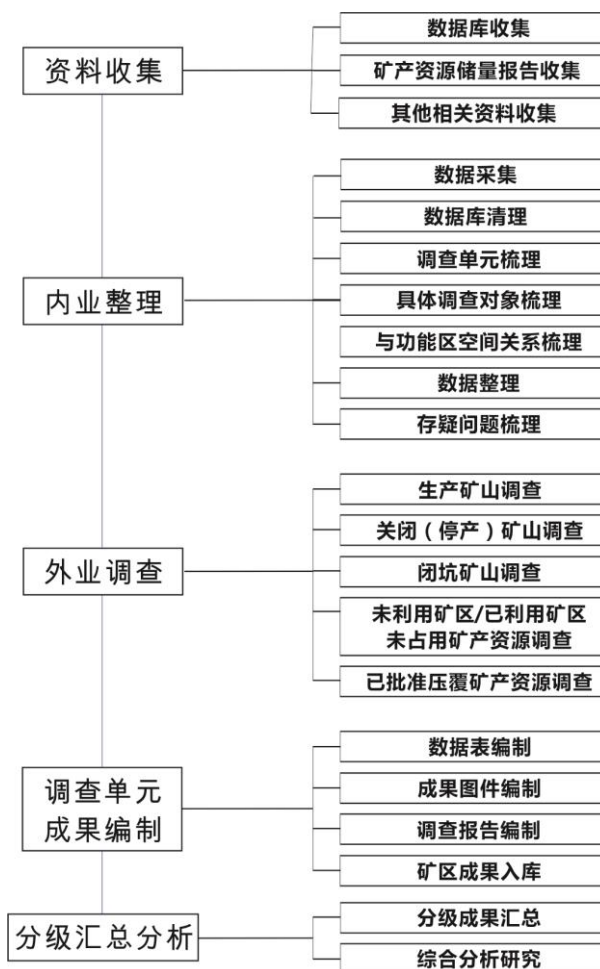 资料收集
数据库收集
矿产资源储量报告收集
其他相关资料收集
内业整理
数据采集
数据库清理
调查单元梳理
具体调查对象梳理
与功能区空间关系梳理
数据整理
存疑问题梳理
外业调查
生产矿山调查
关闭（停产）矿山调查
闭坑矿山调查
未利用矿区/已利用矿区
未占用矿产资源调查
已批准压覆矿产资源调查
调查单元
成果编制
数据表编制
成果图件编制
调查报告编制
矿区成果入库
分级汇总分析
分级成果汇总
综合分析研究